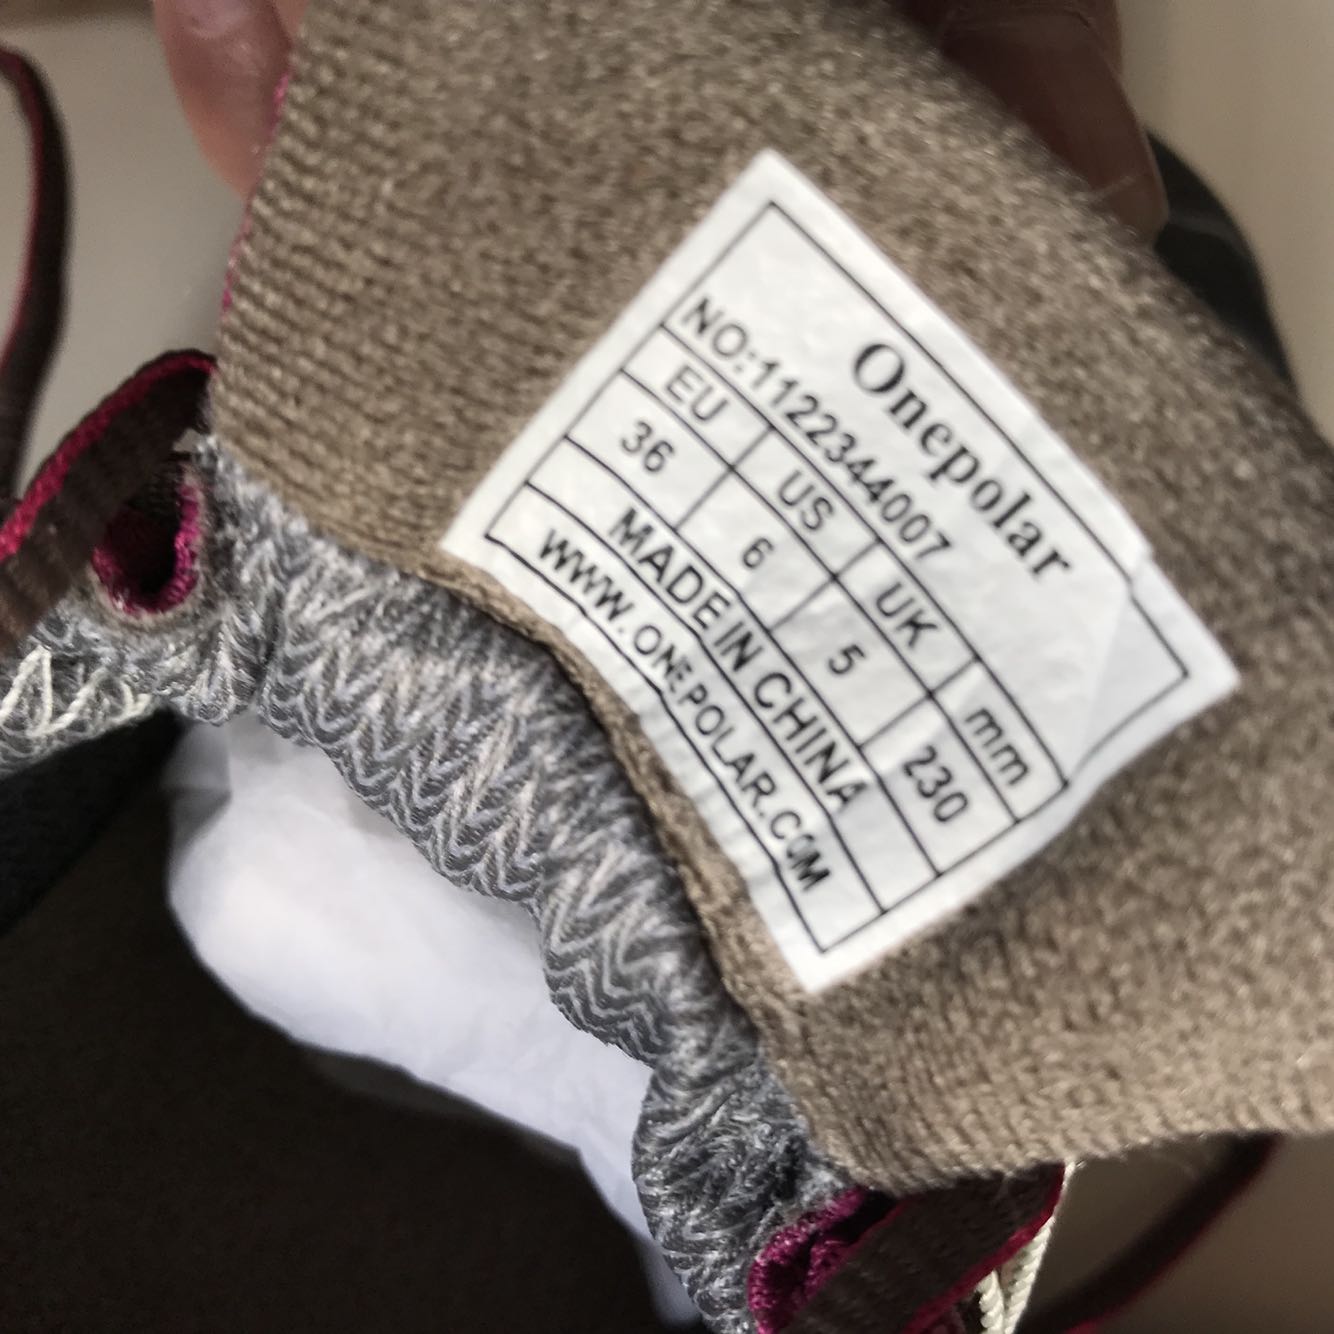 Onepolar
NO:1122344007
EU US UK mm
36 6 5 230
MADE IN CHINA
WWW.ONEPOLAR.COM